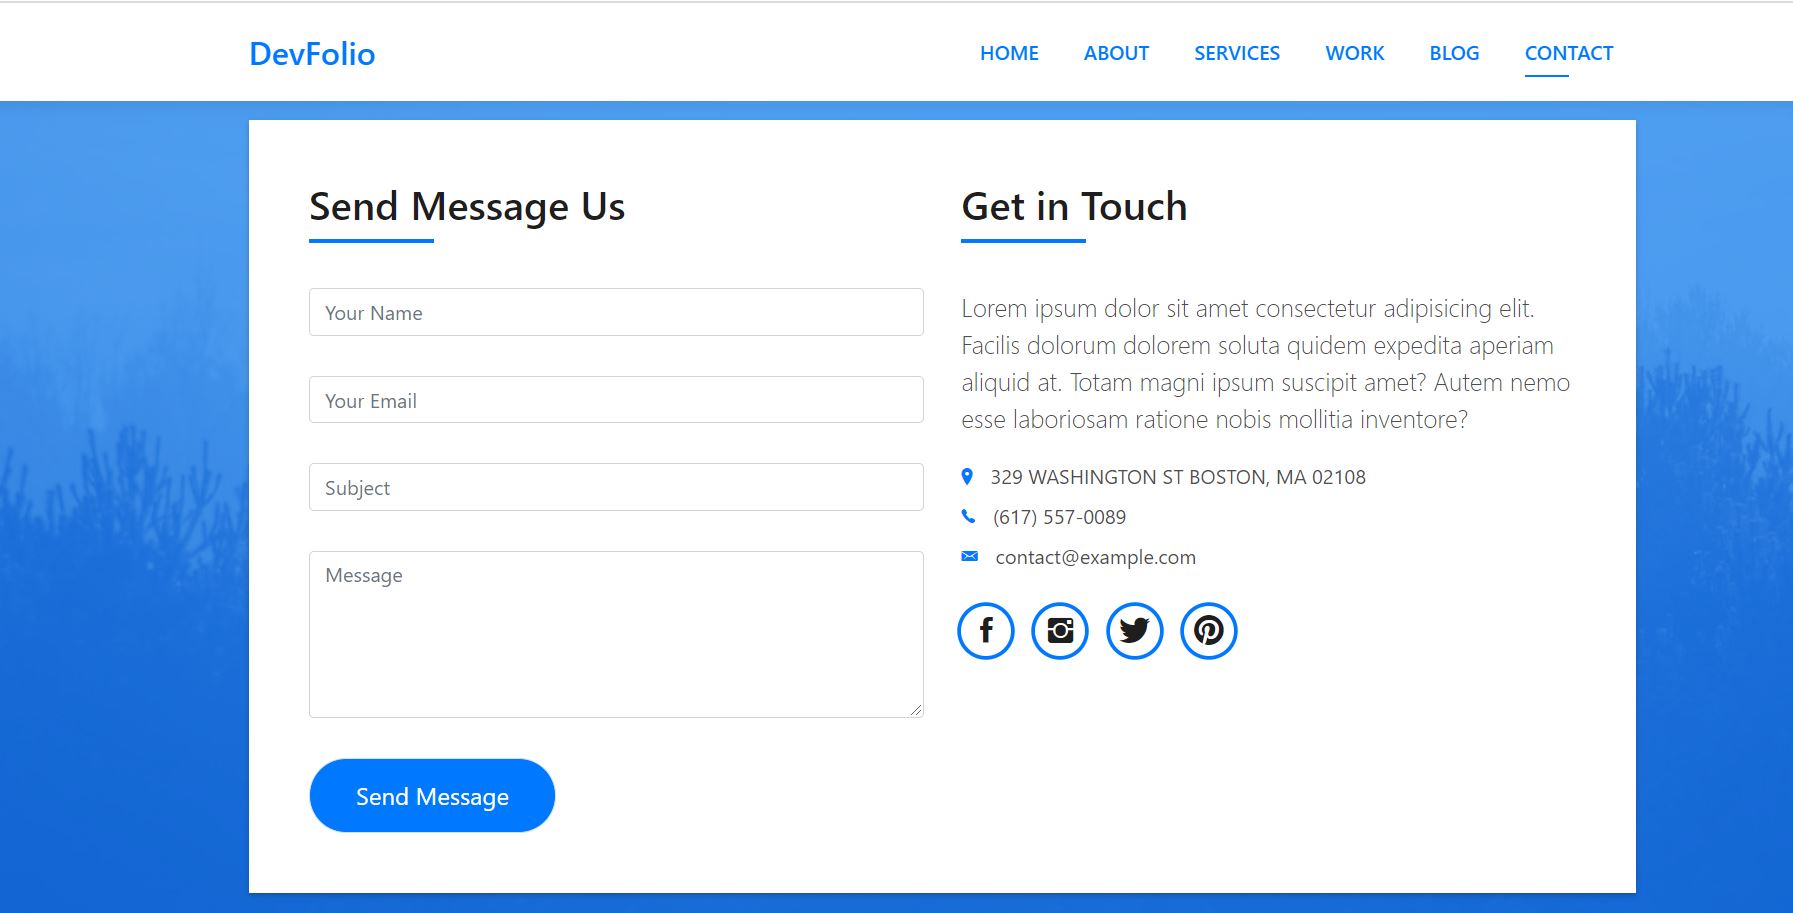 DevFolio
HOME ABOUT SERVICES WORK BLOG CONTACT
Send Message Us
Your Name
Your Email
Subject
Message
Send Message
Get in Touch
Lorem ipsum dolor sit amet consectetur adipisicing elit.
Facilis dolorum dolorem soluta quidem expedita aperiam
aliquid at. Totam magni ipsum suscipit amet? Autem nemo
esse laboriosam ratione nobis mollitia inventore?
329 WASHINGTON ST BOSTON, MA 02108
(617) 557-0089
contact@example.com